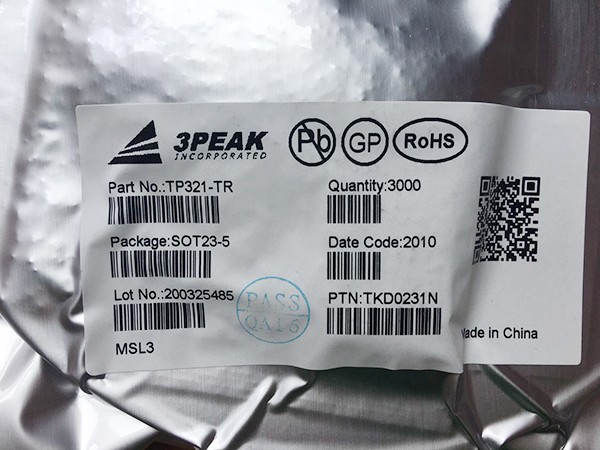 3PEAK
INCORPORATED
Pb
GP
RoHS
Part No.:TP321-TR
Quantity:3000
Package:SOT23-5
Date Code:2010
Lot No.:200325485
PTN:TKD0231N
PASS
QA16
MSL3
ade in China